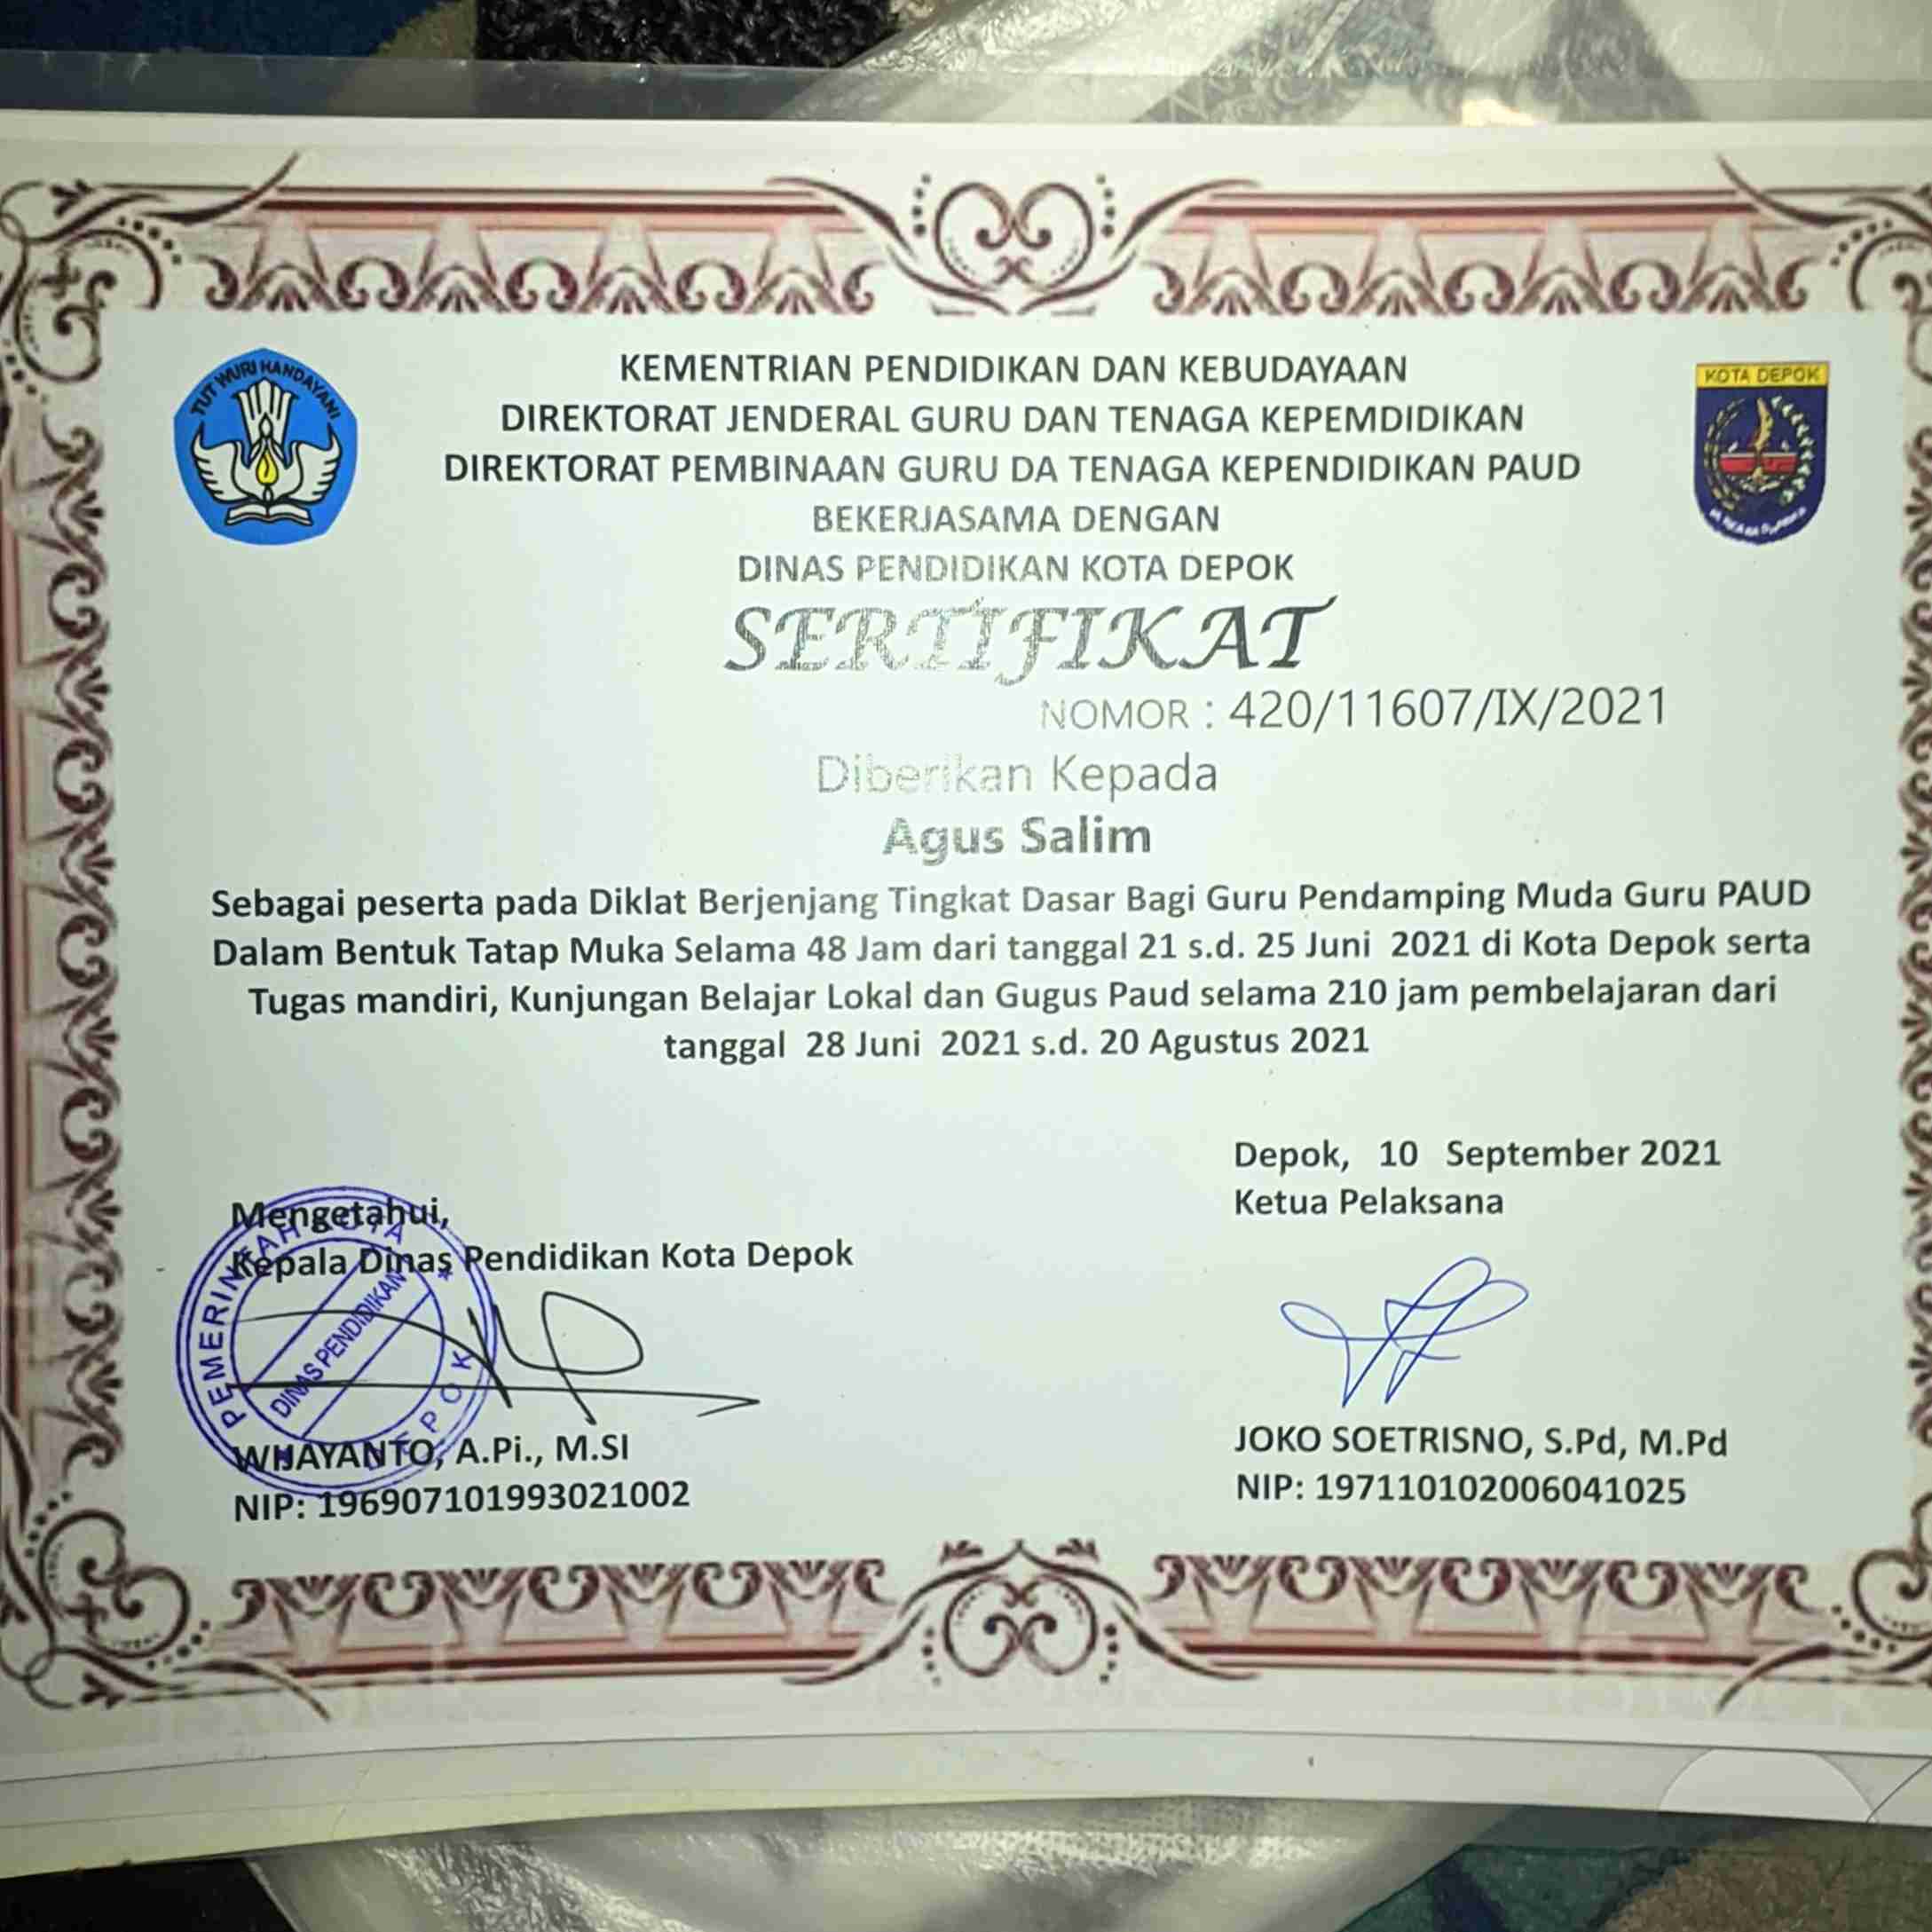 TUT WURI HANDAYANI
KOTA DEPOK
KEMENTRIAN PENDIDIKAN DAN KEBUDAYAAN
DIREKTORAT JENDERAL GURU DAN TENAGA KEPEMDIDIKAN
DIREKTORAT PEMBINAAN GURU DA TENAGA KEPENDIDIKAN PAUD
BEKERJASAMA DENGAN
DINAS PENDIDIKAN KOTA DEPOK
SERTIFIKAT
NOMOR : 420/11607/IX/2021
Diberikan Kepada
Agus Salim
Sebagai peserta pada Diklat Berjenjang Tingkat Dasar Bagi Guru Pendamping Muda Guru PAUD
Dalam Bentuk Tatap Muka Selama 48 Jam dari tanggal 21 s.d. 25 Juni 2021 di Kota Depok serta
Tugas mandiri, Kunjungan Belajar Lokal dan Gugus Paud selama 210 jam pembelajaran dari
tanggal 28 Juni 2021 s.d. 20 Agustus 2021
Depok, 10 September 2021
Ketua Pelaksana
Mengetahui,
Kepala Dinas Pendidikan Kota Depok
PEMERINTAH KOTA
DINAS PENDIDIKAN
DEPOK
WIJAYANTO, A.Pi., M.SI
NIP: 196907101993021002
JOKO SOETRISNO, S.Pd, M.Pd
NIP: 197110102006041025